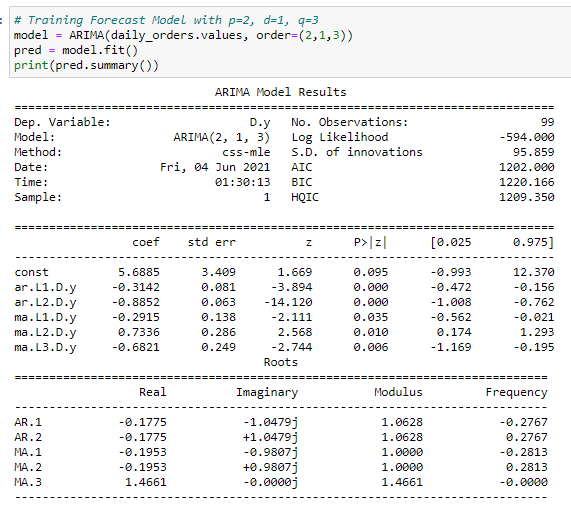 # Training Forecast Model with p=2, d=1, q=3
model = ARIMA(daily_orders.values, order=(2,1,3))
pred = model.fit()
print(pred.summary())
ARIMA Model Results
==============================================================================
Dep. Variable: D.y No. Observations: 99
Model: ARIMA(2, 1, 3) Log Likelihood -594.000
Method: css-mle S.D. of innovations 95.859
Date: Fri, 04 Jun 2021 AIC 1202.000
Time: 01:30:13 BIC 1220.166
Sample: 1 HQIC 1209.350
==============================================================================
coef std err z P>|z| [0.025 0.975]
------------------------------------------------------------------------------
const 5.6885 3.409 1.669 0.095 -0.993 12.370
ar.L1.D.y -0.3142 0.081 -3.894 0.000 -0.472 -0.156
ar.L2.D.y -0.8852 0.063 -14.120 0.000 -1.008 -0.762
ma.L1.D.y -0.2915 0.138 -2.111 0.035 -0.562 -0.021
ma.L2.D.y 0.7336 0.286 2.568 0.010 0.174 1.293
ma.L3.D.y -0.6821 0.249 -2.744 0.006 -1.169 -0.195
Roots
=============================================================================
Real Imaginary Modulus Frequency
-----------------------------------------------------------------------------
AR.1 -0.1775 -1.0479j 1.0628 -0.2767
AR.2 -0.1775 +1.0479j 1.0628 0.2767
MA.1 -0.1953 -0.9807j 1.0000 -0.2813
MA.2 -0.1953 +0.9807j 1.0000 0.2813
MA.3 1.4661 -0.0000j 1.4661 -0.0000
-----------------------------------------------------------------------------